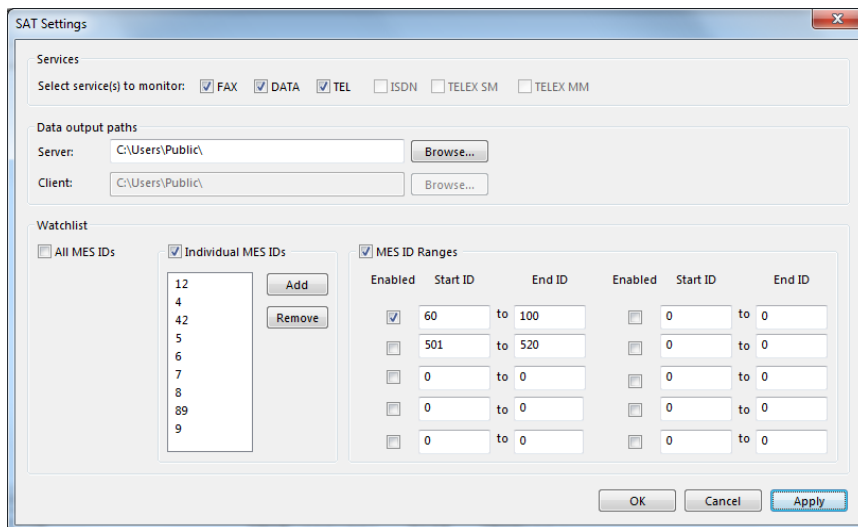 SAT Settings
Services
Select service(s) to monitor: FAX DATA TEL ISDN TELEX SM TELEX MM
Data output paths
Server: C:\Users\Public\ Browse...
Client: C:\Users\Public\ Browse...
Watchlist
All MES IDs
Individual MES IDs
12
4
42
5
6
7
8
89
9
Add
Remove
MES ID Ranges
Enabled Start ID End ID Enabled Start ID End ID
60 to 100 0 to 0
501 to 520 0 to 0
0 to 0 0 to 0
0 to 0 0 to 0
0 to 0 0 to 0
OK Cancel Apply